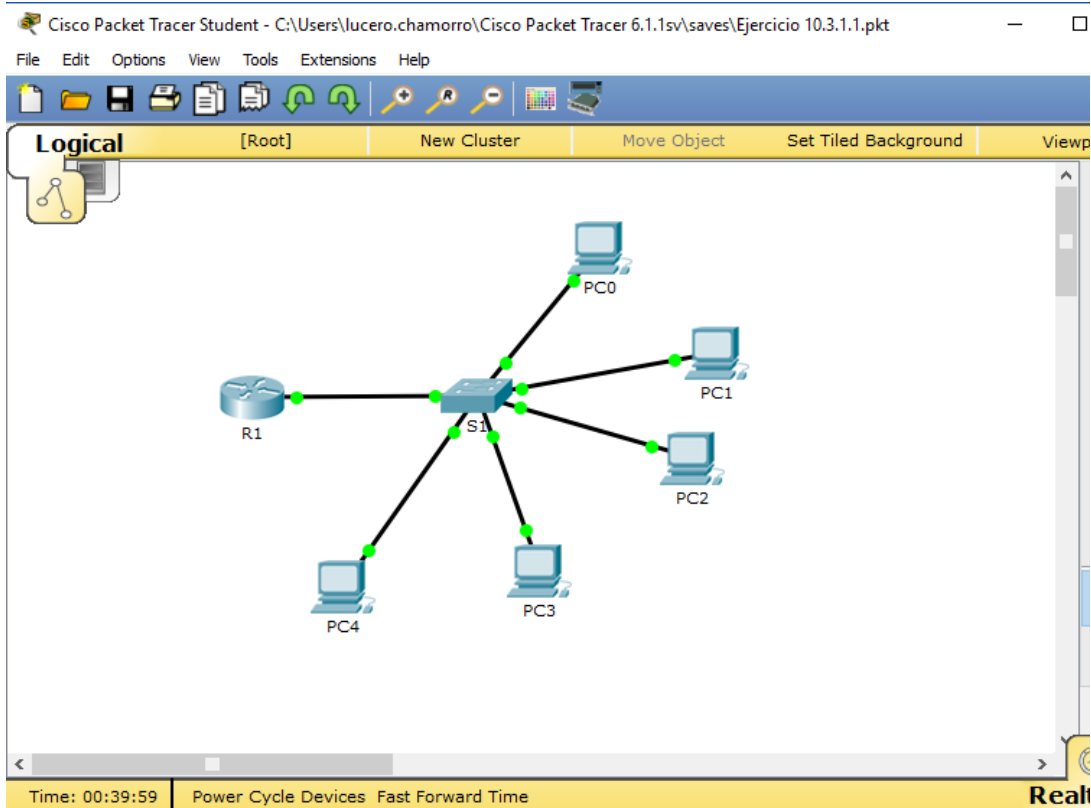 Cisco Packet Tracer Student - C:\Users\lucero.chamorro\Cisco Packet Tracer 6.1.1sv\saves\Ejercicio 10.3.1.1.pkt
File Edit Options View Tools Extensions Help
Logical [Root] New Cluster Move Object Set Tiled Background Viewp
PC0
PC1
R1
S1
PC2
PC3
PC4
Time: 00:39:59 Power Cycle Devices Fast Forward Time Realt